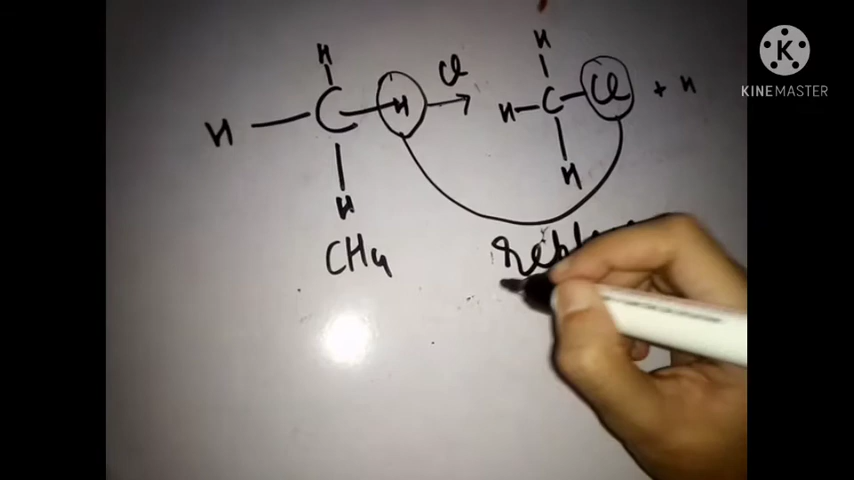 H H
H C H Cl H C Cl + H
H H
CH4
K
KINEMASTER